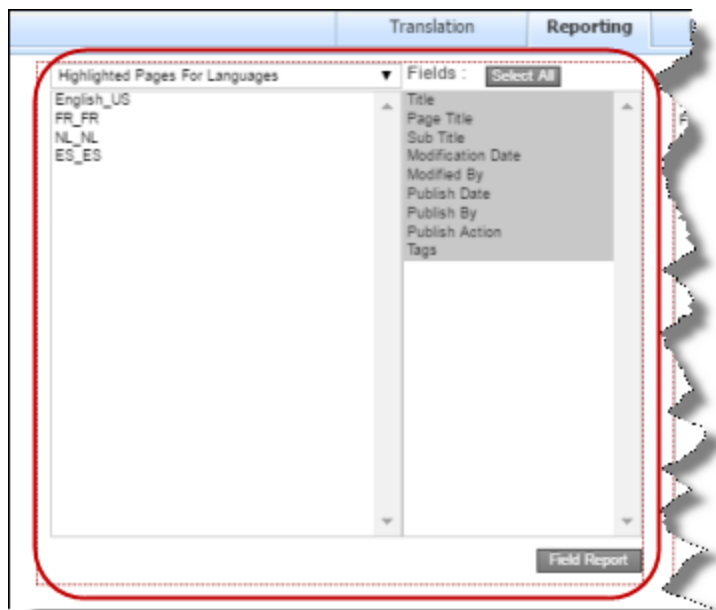 Translation
Reporting
Highlighted Pages For Languages
Fields :
Select All
English_US
FR_FR
NL_NL
ES_ES
Title
Page Title
Sub Title
Modification Date
Modified By
Publish Date
Publish By
Publish Action
Tags
Field Report